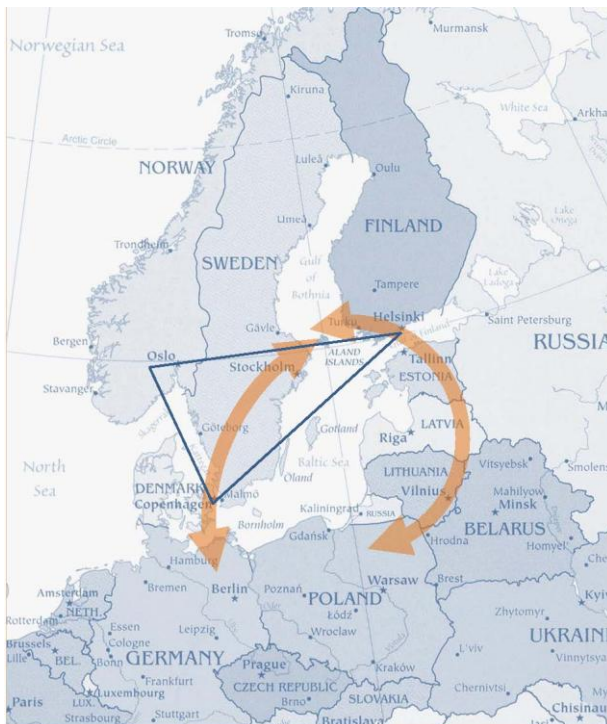 Norwegian Sea
Tromsø
Murmansk
Kiruna
White Sea
Arctic Circle
Arkha
NORWAY
Luleå
Oulu
Trondheim
Umeå
FINLAND
Lake
Onega
SWEDEN
Gulf
of
Bothnia
Tampere
Lake
Ladoga
Bergen
Gävle
Turku
Helsinki
Saint Petersburg
Finland
RUSSIA
Oslo
Stockholm
ALAND
ISLANDS
Tallinn
ESTONIA
Stavanger
Skagerra
Göteborg
Gotland
Riga
LATVIA
North
Sea
Baltic Sea
Öland
LITHUANIA
Vitsyebsk
Smolens
DENMARK
Copenhagen
Malmö
Vilnius
Mahilyow
Minsk
Bornholm
Kaliningrad
RUSSIA
BELARUS
Gdańsk
Hrodna
Homyel
Hamburg
Amsterdam
Bremen
Berlin
Poznań
Warsaw
Brest
NETH.
Rotterdam
POLAND
Łódź
Kyiv
Zhytomyr
Essen
Cologne
Leipzig
Wroclaw
Brussels
Lille
BEL.
Bonn
GERMANY
Kraków
L'viv
UKRAINE
Vinnytsya
Prague
Frankfurt
CZECH REPUBLIC
LUX.
Luxembourg
Brno
SLOVAKIA
Chernivtsi
Paris
Strasbourg
Stuttgart
Bratislava
Chisinau